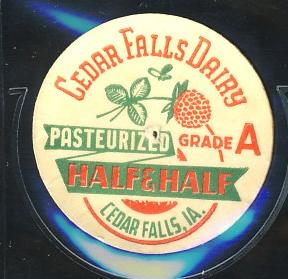 CEDAR FALLS DAIRY
PASTEURIZED GRADE A
HALF & HALF
CEDAR FALLS, IA.